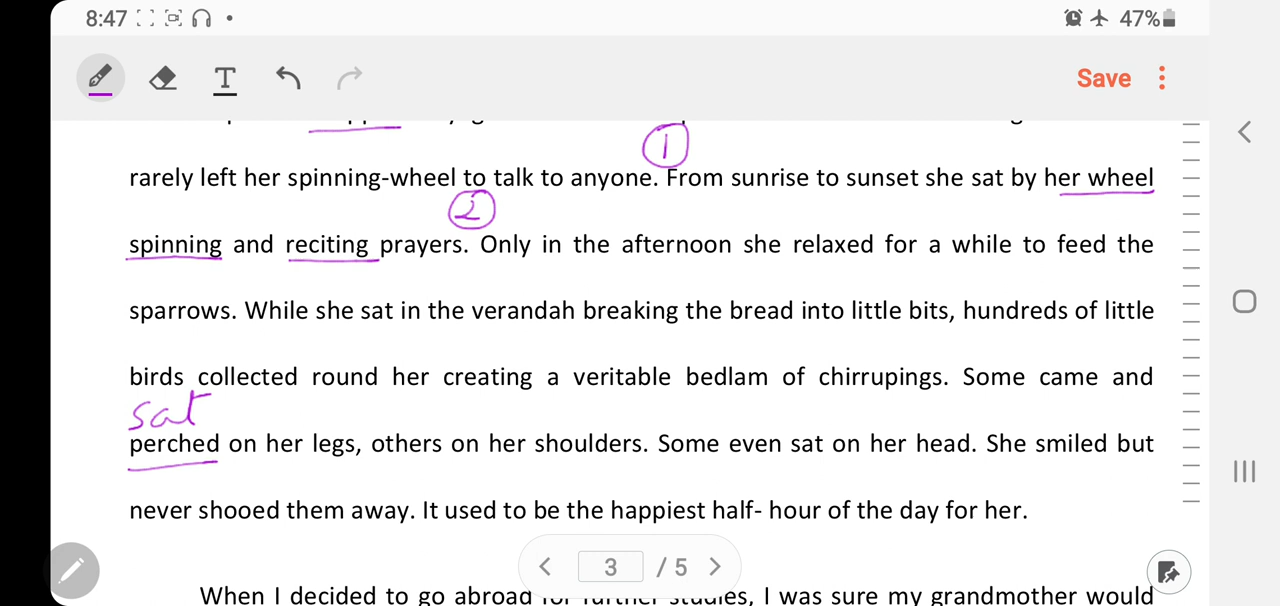 8:47 47%
T Save
1
rarely left her spinning-wheel to talk to anyone. From sunrise to sunset she sat by her wheel
2
spinning and reciting prayers. Only in the afternoon she relaxed for a while to feed the
sparrows. While she sat in the verandah breaking the bread into little bits, hundreds of little
birds collected round her creating a veritable bedlam of chirrupings. Some came and
sat
perched on her legs, others on her shoulders. Some even sat on her head. She smiled but
never shooed them away. It used to be the happiest half- hour of the day for her.
3 / 5
When I decided to go abroad for further studies, I was sure my grandmother would